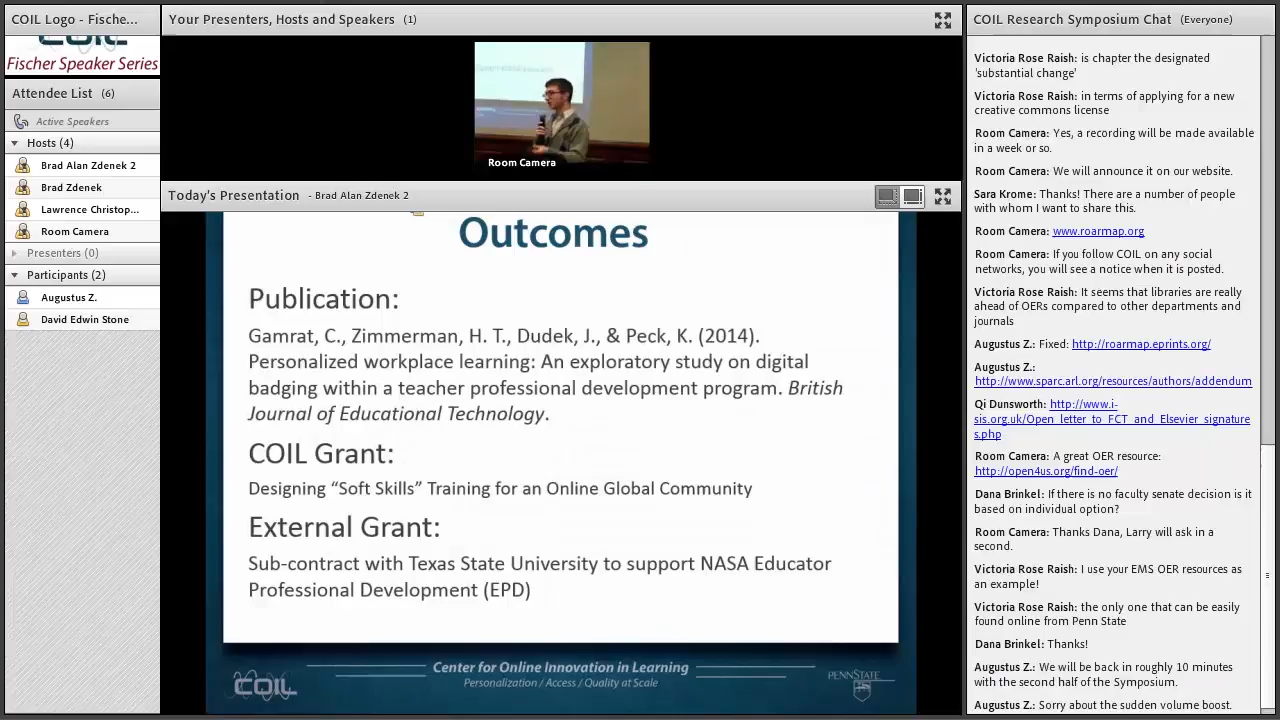 COIL Logo - Fische...
COIL
Fischer Speaker Series
Attendee List (6)
Active Speakers
Hosts (4)
Brad Alan Zdenek 2
Brad Zdenek
Lawrence Christop...
Room Camera
Presenters (0)
Participants (2)
Augustus Z.
David Edwin Stone
Your Presenters, Hosts and Speakers (1)
Room Camera
Today's Presentation - Brad Alan Zdenek 2
Outcomes
Publication:
Gamrat, C., Zimmerman, H. T., Dudek, J., & Peck, K. (2014).
Personalized workplace learning: An exploratory study on digital
badging within a teacher professional development program. British
Journal of Educational Technology.
COIL Grant:
Designing “Soft Skills” Training for an Online Global Community
External Grant:
Sub-contract with Texas State University to support NASA Educator
Professional Development (EPD)
COIL
Center for Online Innovation in Learning
Personalization / Access / Quality at Scale
PENNSTATE
COIL Research Symposium Chat (Everyone)
Victoria Rose Raish: is chapter the designated
'substantial change'
Victoria Rose Raish: in terms of applying for a new
creative commons license
Room Camera: Yes, a recording will be made available
in a week or so.
Room Camera: We will announce it on our website.
Sara Krome: Thanks! There are a number of people
with whom I want to share this.
Room Camera: www.roarmap.org
Room Camera: If you follow COIL on any social
networks, you will see a notice when it is posted.
Victoria Rose Raish: It seems that libraries are really
ahead of OERs compared to other departments and
journals
Augustus Z.: Fixed: http://roarmap.eprints.org/
Augustus Z.:
http://www.sparc.arl.org/resources/authors/addendum
Qi Dunsworth: http://www.i-
sis.org.uk/Open_letter_to_FCT_and_Elsevier_signature
s.php
Room Camera: A great OER resource:
http://open4us.org/find-oer/
Dana Brinkel: If there is no faculty senate decision is it
based on individual option?
Room Camera: Thanks Dana, Larry will ask in a
second.
Victoria Rose Raish: I use your EMS OER resources as
an example!
Victoria Rose Raish: the only one that can be easily
found online from Penn State
Dana Brinkel: Thanks!
Augustus Z.: We will be back in roughly 10 minutes
with the second half of the Symposium.
Augustus Z.: Sorry about the sudden volume boost.